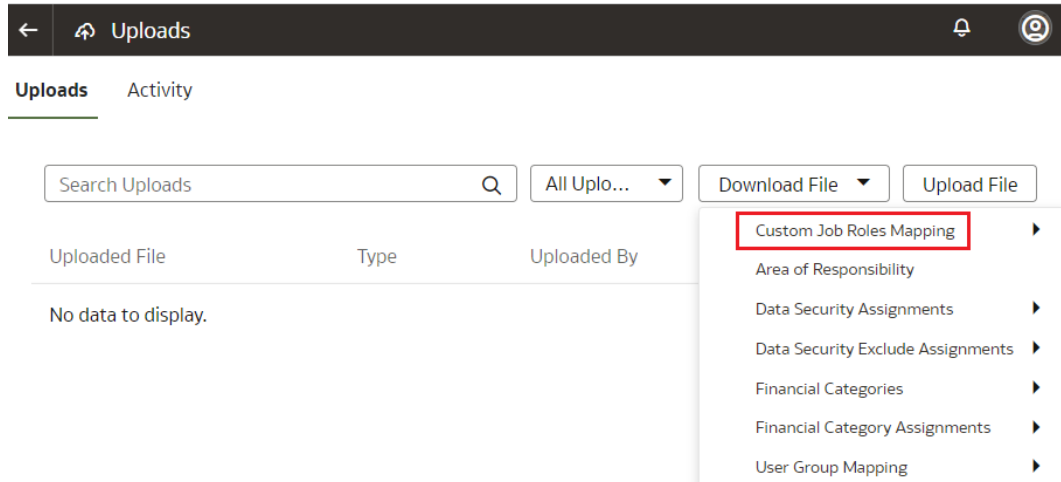 Uploads
Uploads Activity
Search Uploads All Uplo... Download File Upload File
Custom Job Roles Mapping
Uploaded File Type Uploaded By
Area of Responsibility
No data to display.
Data Security Assignments
Data Security Exclude Assignments
Financial Categories
Financial Category Assignments
User Group Mapping